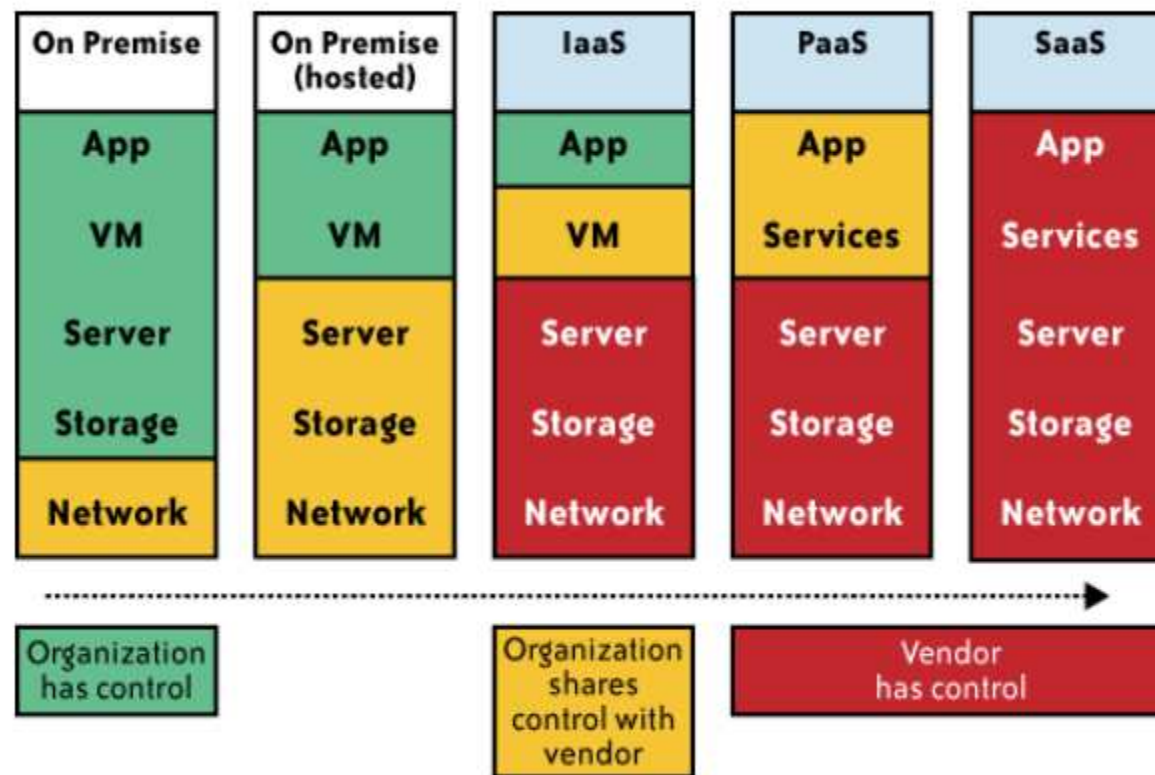 On Premise
App
VM
Server
Storage
Network
On Premise
(hosted)
App
VM
Server
Storage
Network
IaaS
App
VM
Server
Storage
Network
PaaS
App
Services
Server
Storage
Network
SaaS
App
Services
Server
Storage
Network
Organization
has control
Organization
shares
control with
vendor
Vendor
has control